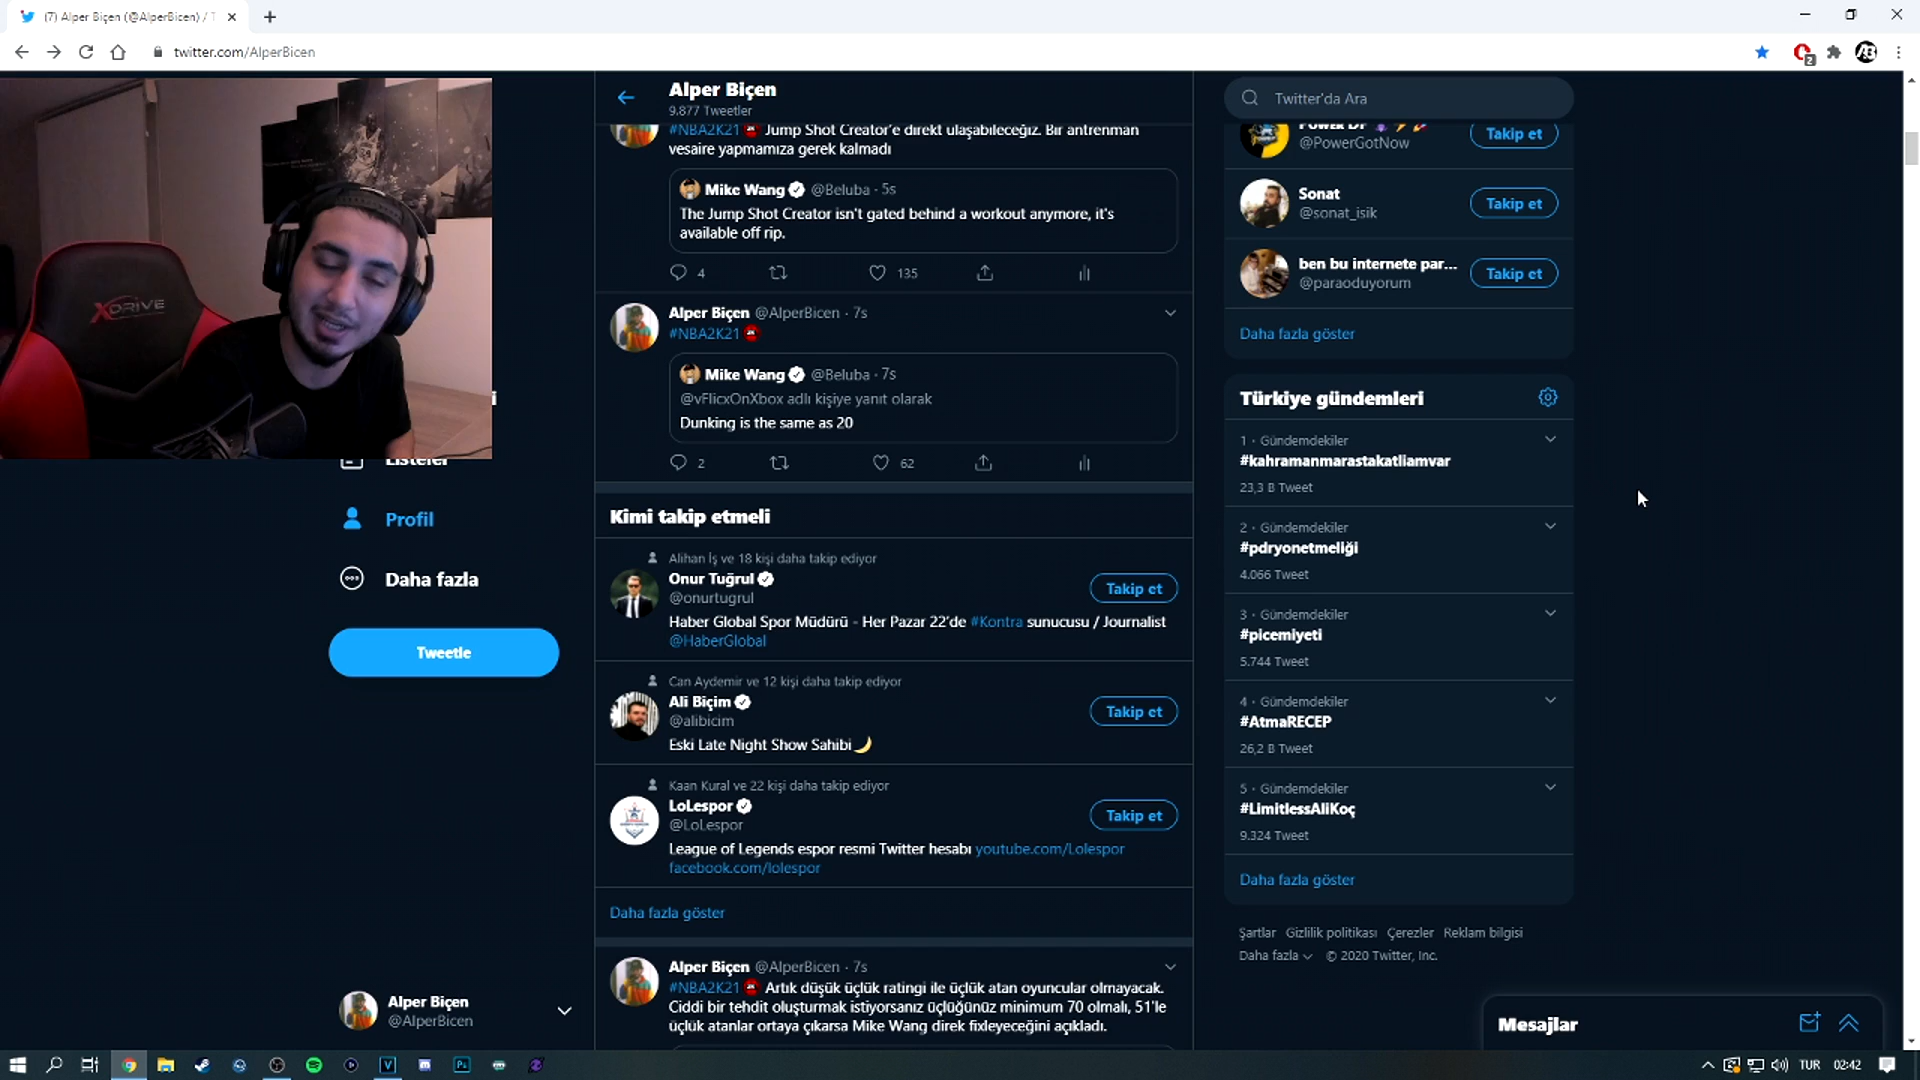 (7) Alper Biçen (@AlperBicen) / T
twitter.com/AlperBicen
2
XDRIVE
Alper Biçen
9.877 Tweetler
#NBA2K21 Jump Shot Creator'e direkt ulaşabileceğiz. Bir antrenman
vesaire yapmamıza gerek kalmadı
Mike Wang @Beluba · 5s
The Jump Shot Creator isn't gated behind a workout anymore, it's
available off rip.
4
135
Alper Biçen @AlperBicen · 7s
#NBA2K21
Mike Wang @Beluba · 7s
@vFlicxOnXbox adlı kişiye yanıt olarak
Dunking is the same as 20
2
62
Kimi takip etmeli
Alihan İş ve 18 kişi daha takip ediyor
Onur Tuğrul
@onurtugrul
Takip et
Haber Global Spor Müdürü - Her Pazar 22'de #Kontra sunucusu / Journalist
@HaberGlobal
Can Aydemir ve 12 kişi daha takip ediyor
Ali Biçim
@alibicim
Takip et
Eski Late Night Show Sahibi
Kaan Kural ve 22 kişi daha takip ediyor
LoLespor
@LoLespor
Takip et
League of Legends espor resmi Twitter hesabı youtube.com/Lolespor
facebook.com/lolespor
Daha fazla göster
Alper Biçen @AlperBicen · 7s
#NBA2K21 Artık düşük üçlük ratingi ile üçlük atan oyuncular olmayacak.
Ciddi bir tehdit oluşturmak istiyorsanız üçlüğünüz minimum 70 olmalı, 51'le
üçlük atanlar ortaya çıkarsa Mike Wang direk fixleyeceğini açıkladı.
Listeler
Profil
Daha fazla
Tweetle
Alper Biçen
@AlperBicen
Twitter'da Ara
Power DF
@PowerGotNow
Takip et
Sonat
@sonat_isik
Takip et
ben bu internete par...
@paraoduyorum
Takip et
Daha fazla göster
Türkiye gündemleri
1 · Gündemdekiler
#kahramanmarastakatliamvar
23,3 B Tweet
2 · Gündemdekiler
#pdryonetmeliği
4.066 Tweet
3 · Gündemdekiler
#picemiyeti
5.744 Tweet
4 · Gündemdekiler
#AtmaRECEP
26,2 B Tweet
5 · Gündemdekiler
#LimitlessAliKoç
9.324 Tweet
Daha fazla göster
Şartlar Gizlilik politikası Çerezler Reklam bilgisi
Daha fazla © 2020 Twitter, Inc.
Mesajlar
TUR 02:42